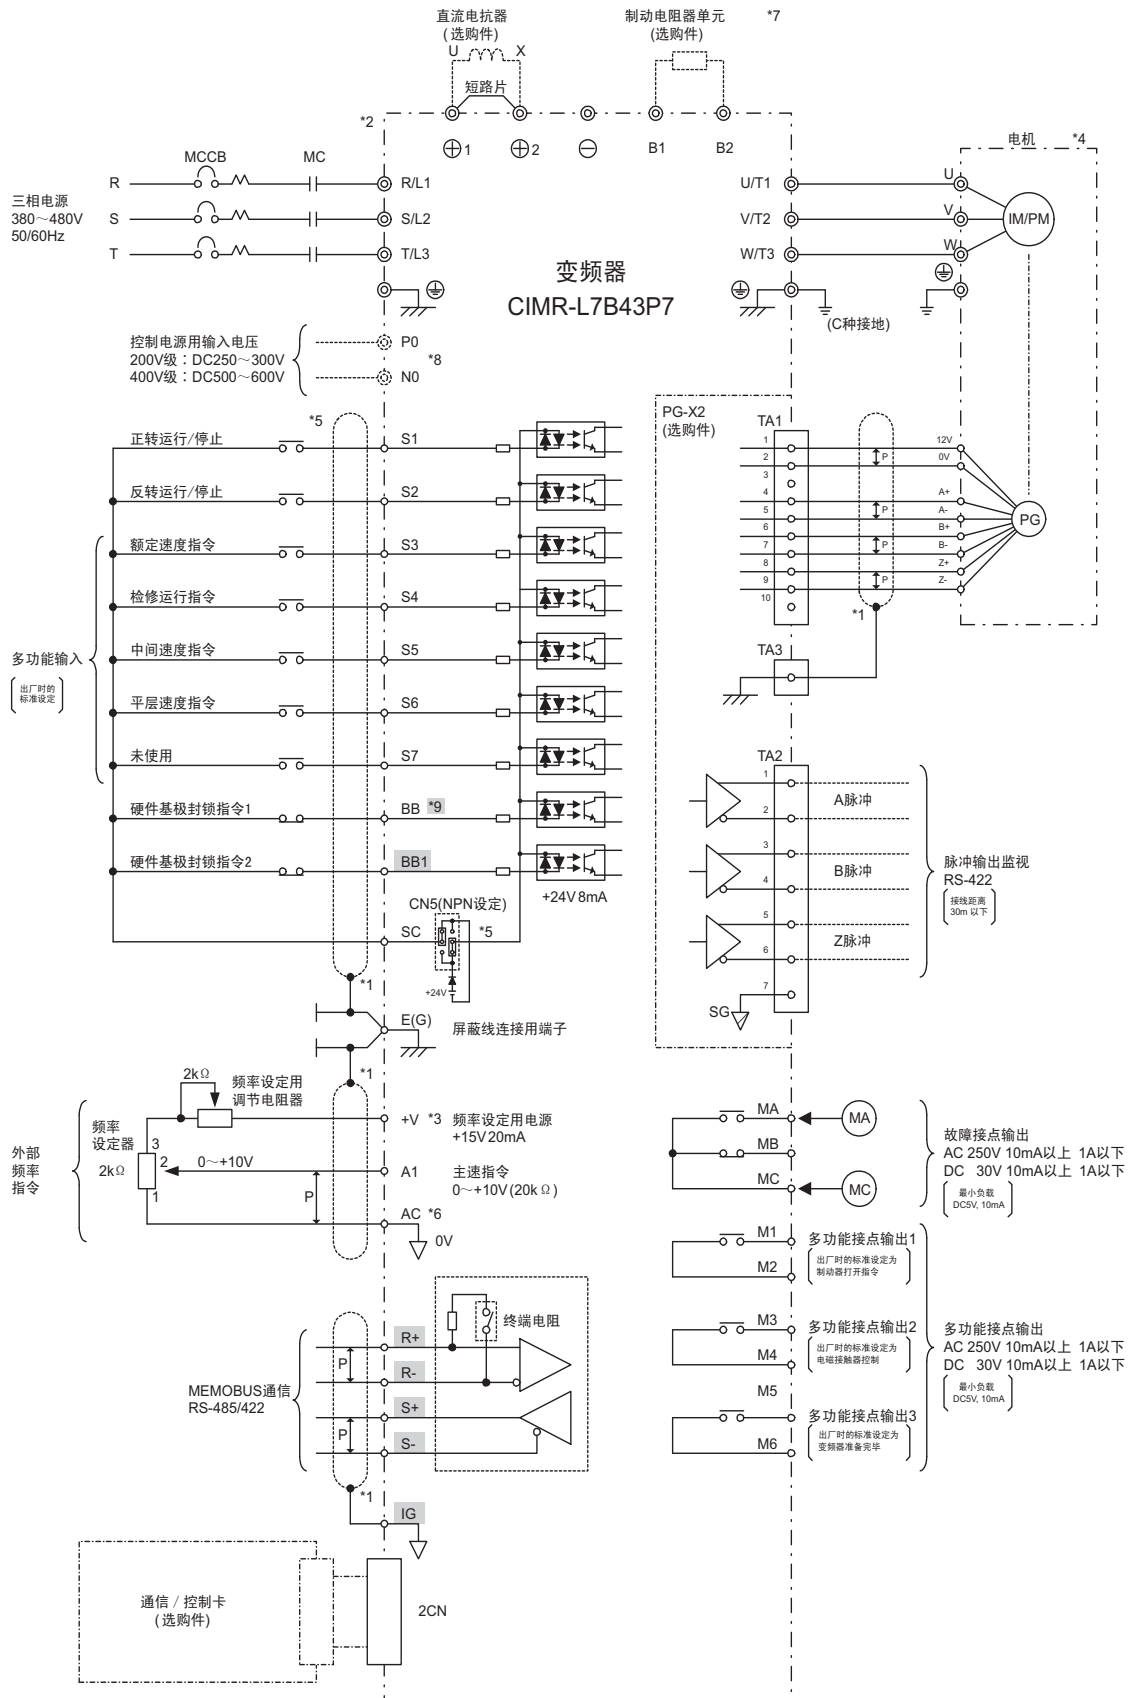 直流电抗器
(选购件)
U X
短路片
制动电阻器单元 *7
(选购件)
*2
⊕1 ⊕2 ⊖ B1 B2
电机 *4
MCCB MC
三相电源
380～480V
50/60Hz
R R/L1 U/T1 U
S S/L2 V/T2 V IM/PM
T T/L3 W/T3 W
变频器
CIMR-L7B43P7
(C种接地)
控制电源用输入电压
200V级：DC250～300V
400V级：DC500～600V
P0
*8
N0
*5
正转运行/停止 S1
反转运行/停止 S2
额定速度指令 S3
检修运行指令 S4
中间速度指令 S5
平层速度指令 S6
未使用 S7
硬件基极封锁指令1 BB *9
硬件基极封锁指令2 BB1
多功能输入
出厂时的
标准设定
+24V 8mA
CN5(NPN设定)
SC *5
+24V
*1
E(G) 屏蔽线连接用端子
*1
PG-X2
(选购件)
TA1
1 12V
2 P 0V
3
4 A+
5 P A-
6 B+
7 P B-
8 Z+
9 P Z-
10
PG
*1
TA3
TA2
1
A脉冲
2
3
B脉冲
4
5
Z脉冲
6
7
SG
脉冲输出监视
RS-422
接线距离
30m 以下
外部
频率
指令
2kΩ 频率设定用
调节电阻器
频率
设定器
2kΩ
3
2
1
0～+10V
P
+V *3 频率设定用电源
+15V 20mA
A1 主速指令
0～+10V (20kΩ)
AC *6
0V
MA MA
MB
MC MC
故障接点输出
AC 250V 10mA以上 1A以下
DC 30V 10mA以上 1A以下
最小负载
DC5V, 10mA
M1 多功能接点输出1
出厂时的标准设定为
制动器打开指令
M2
M3 多功能接点输出2
出厂时的标准设定为
电磁接触器控制
M4
M5 多功能接点输出3
出厂时的标准设定为
变频器准备完毕
M6
多功能接点输出
AC 250V 10mA以上 1A以下
DC 30V 10mA以上 1A以下
最小负载
DC5V, 10mA
MEMOBUS通信
RS-485/422
P
P
R+
R-
S+
S-
终端电阻
*1
IG
通信 / 控制卡
(选购件)
2CN